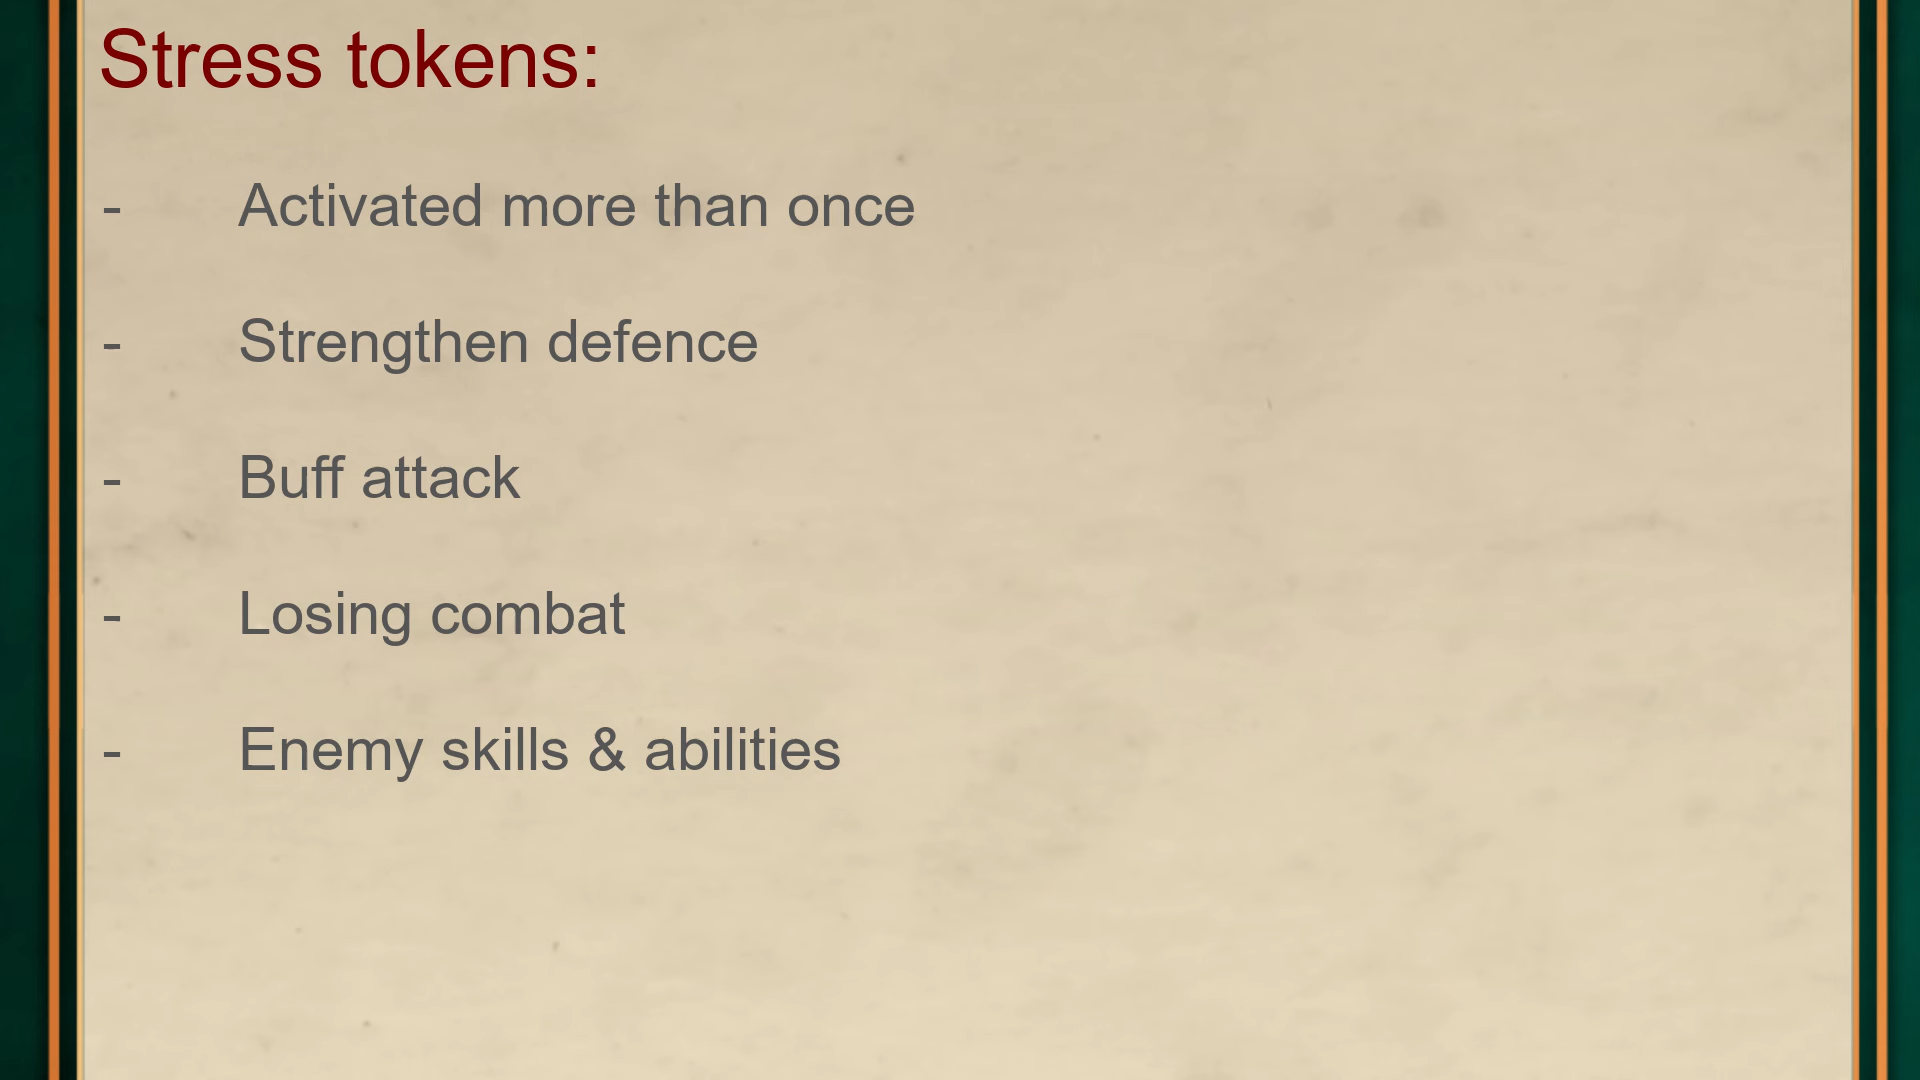 Stress tokens:
- Activated more than once
- Strengthen defence
- Buff attack
- Losing combat
- Enemy skills & abilities